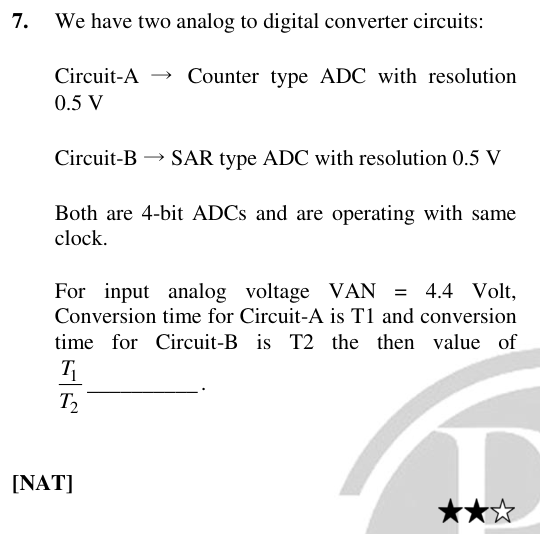 7. We have two analog to digital converter circuits:
Circuit-A → Counter type ADC with resolution
0.5 V
Circuit-B → SAR type ADC with resolution 0.5 V
Both are 4-bit ADCs and are operating with same
clock.
For input analog voltage VAN = 4.4 Volt,
Conversion time for Circuit-A is T1 and conversion
time for Circuit-B is T2 the then value of
T₁/T₂ __________.
[NAT]